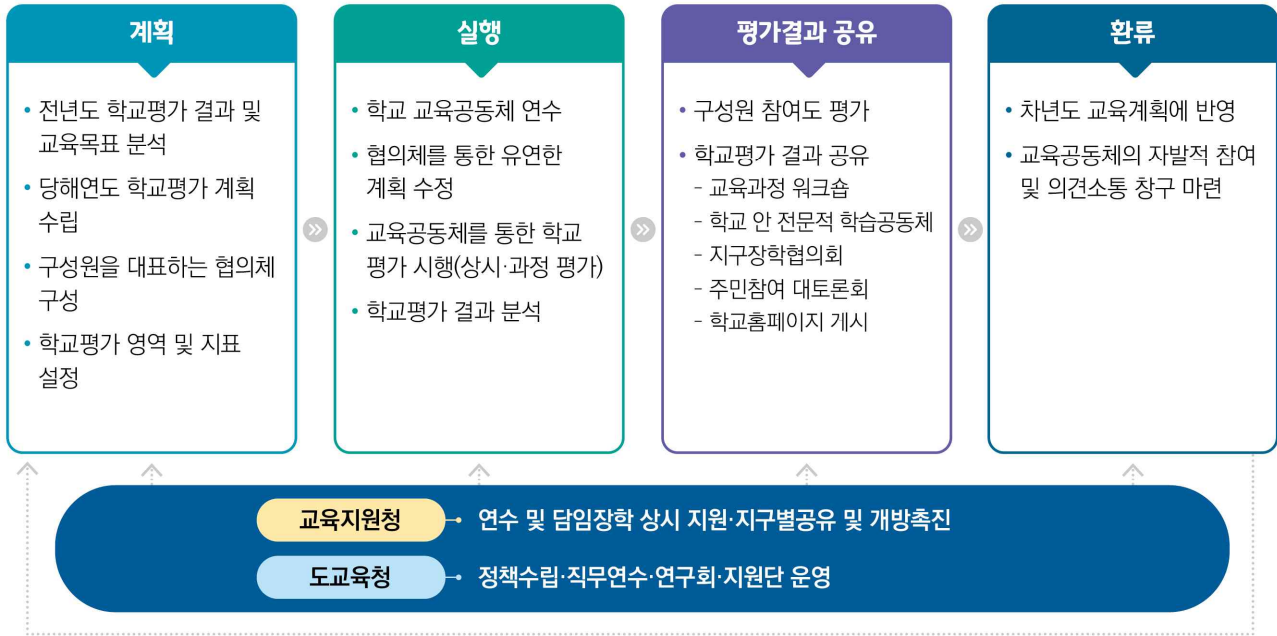 계획
• 전년도 학교평가 결과 및
교육목표 분석
• 당해연도 학교평가 계획
수립
• 구성원을 대표하는 협의체
구성
• 학교평가 영역 및 지표
설정
실행
• 학교 교육공동체 연수
• 협의체를 통한 유연한
계획 수정
• 교육공동체를 통한 학교
평가 시행(상시·과정 평가)
• 학교평가 결과 분석
평가결과 공유
• 구성원 참여도 평가
• 학교평가 결과 공유
- 교육과정 워크숍
- 학교 안 전문적 학습공동체
- 지구장학협의회
- 주민참여 대토론회
- 학교홈페이지 게시
환류
• 차년도 교육계획에 반영
• 교육공동체의 자발적 참여
및 의견소통 창구 마련
교육지원청 연수 및 담임장학 상시 지원·지구별공유 및 개방촉진
도교육청 정책수립·직무연수·연구회·지원단 운영